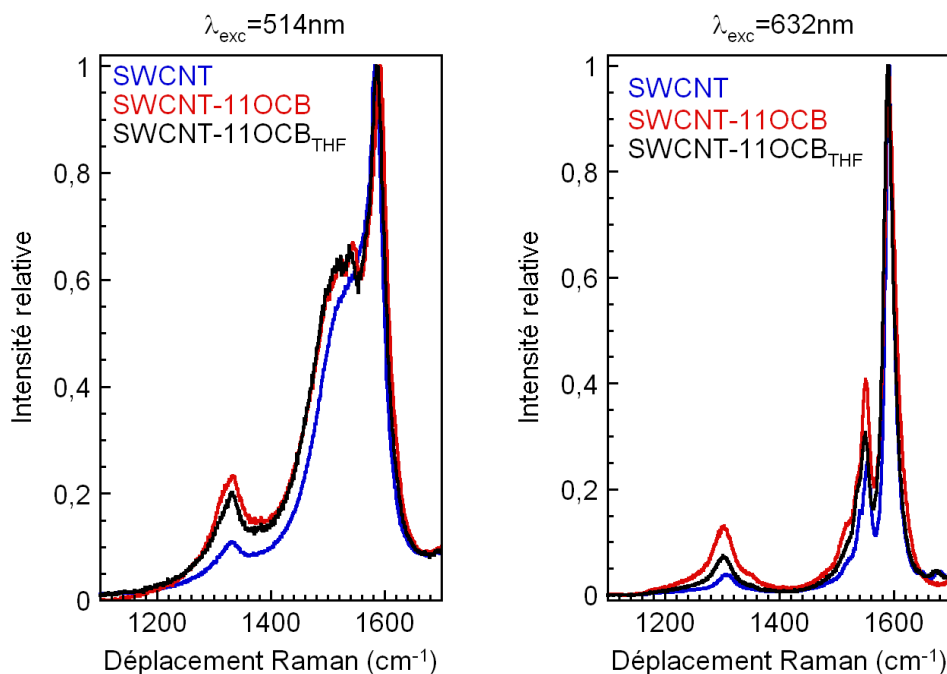 λexc=514nm
SWCNT
SWCNT-11OCB
SWCNT-11OCBTHF
1
0,8
0,6
0,4
0,2
0
Intensité relative
1200 1400 1600
Déplacement Raman (cm-1)
λexc=632nm
SWCNT
SWCNT-11OCB
SWCNT-11OCBTHF
1
0,8
0,6
0,4
0,2
0
Intensité relative
1200 1400 1600
Déplacement Raman (cm-1)